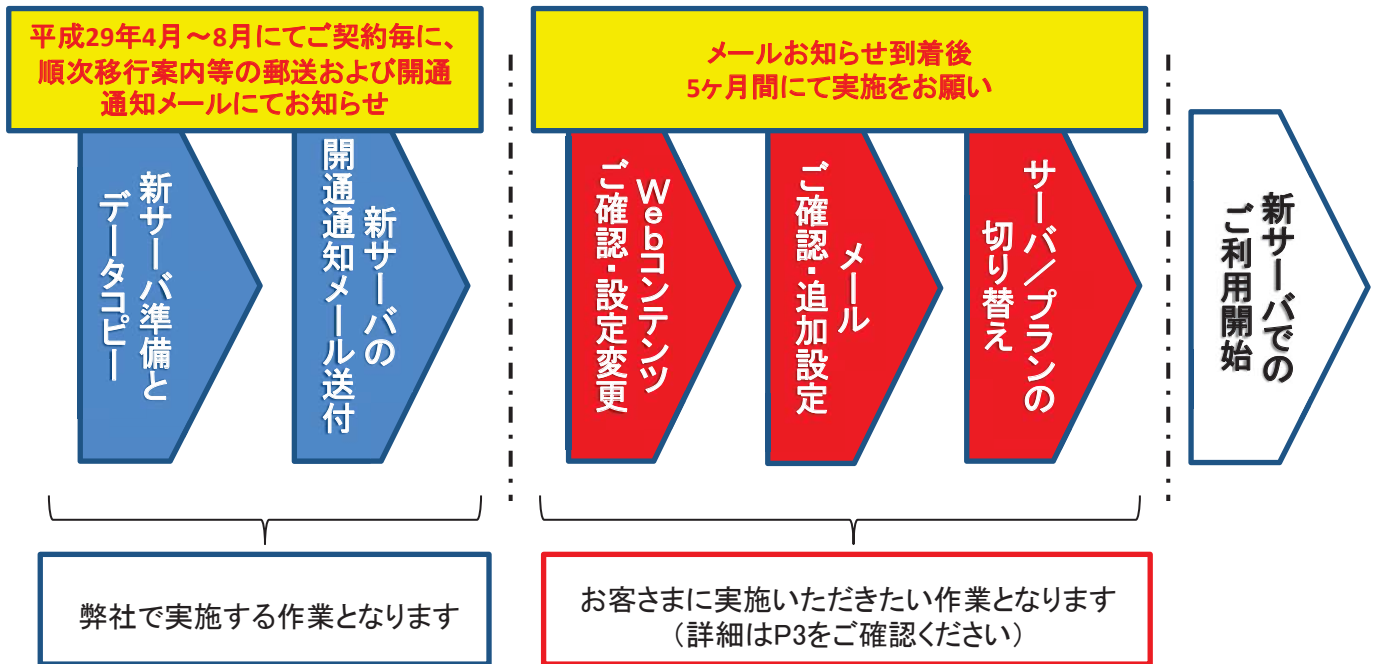 平成29年4月～8月にてご契約毎に、
順次移行案内等の郵送および開通
通知メールにてお知らせ
メールお知らせ到着後
5ヶ月間にて実施をお願い
新サーバ準備と
データコピー
新サーバの
開通通知メール送付
Webコンテンツ
ご確認・設定変更
メール
ご確認・追加設定
サーバ／プランの
切り替え
新サーバでの
ご利用開始
弊社で実施する作業となります
お客さまに実施いただきたい作業となります
（詳細はP3をご確認ください）